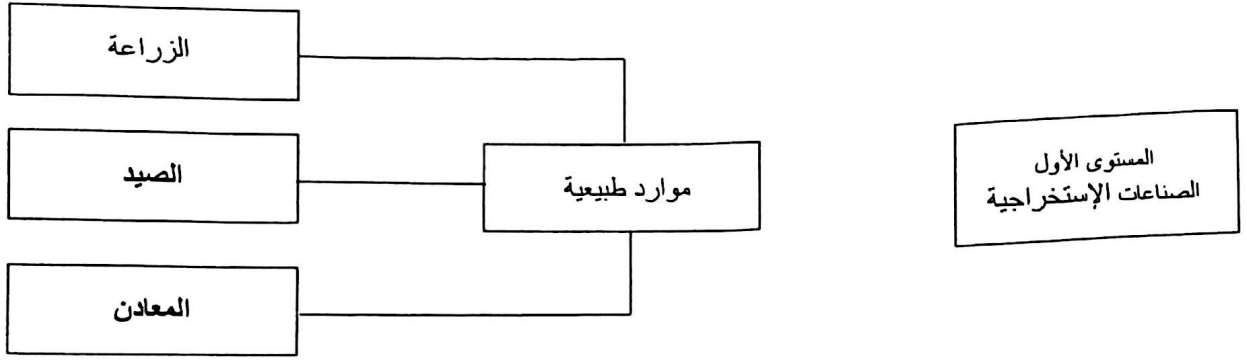 المستوى الأول
الصناعات الإستخراجية
موارد طبيعية
الزراعة
الصيد
المعادن